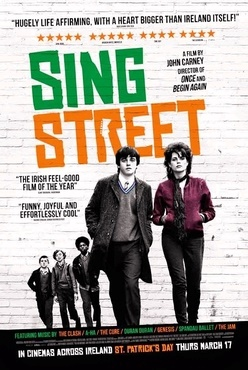 "HUGELY LIFE AFFIRMING, WITH A HEART BIGGER THAN IRELAND ITSELF!"
SING
STREET
A FILM BY
JOHN CARNEY
DIRECTOR OF
ONCE AND
BEGIN AGAIN
"THE IRISH FEEL-GOOD
FILM OF THE YEAR"
"FUNNY, JOYFUL AND
EFFORTLESSLY COOL"
FEATURING MUSIC BY THE CLASH / A-HA / THE CURE / DURAN DURAN / GENESIS / SPANDAU BALLET / THE JAM
IN CINEMAS ACROSS IRELAND ST. PATRICK'S DAY THURS MARCH 17